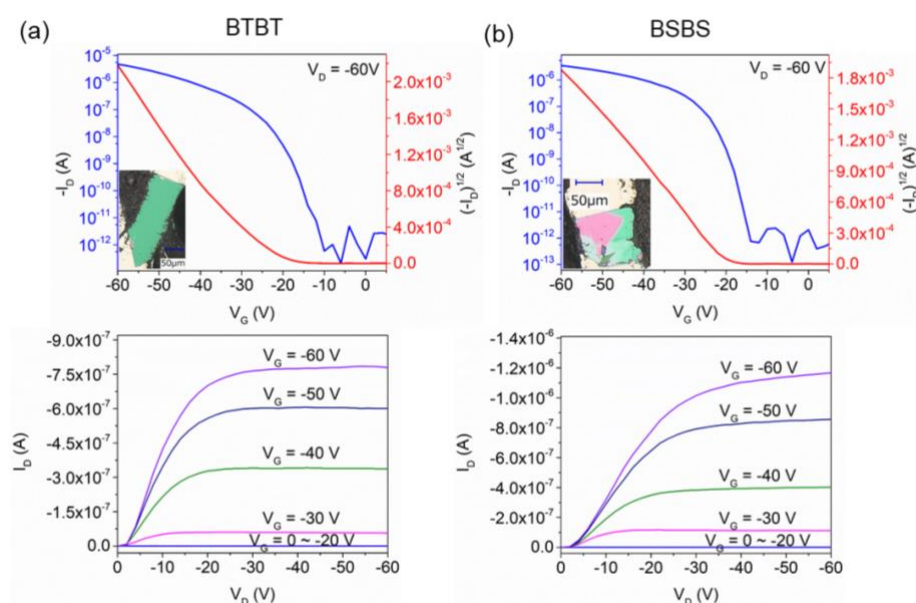 (a)
BTBT
V_D = -60V
10^-5
10^-6
10^-7
10^-8
10^-9
10^-10
10^-11
10^-12
-I_D (A)
2.0x10^-3
1.6x10^-3
1.2x10^-3
8.0x10^-4
4.0x10^-4
0.0
(-I_D)^1/2 (A^1/2)
50μm
-60 -50 -40 -30 -20 -10 0
V_G (V)
(b)
BSBS
V_D = -60 V
10^-6
10^-7
10^-8
10^-9
10^-10
10^-11
10^-12
10^-13
-I_D (A)
1.8x10^-3
1.5x10^-3
1.2x10^-3
9.0x10^-4
6.0x10^-4
3.0x10^-4
0.0
(-I_D)^1/2 (A)^1/2
50μm
-60 -50 -40 -30 -20 -10 0
V_G (V)
-9.0x10^-7
-7.5x10^-7
-6.0x10^-7
-4.5x10^-7
-3.0x10^-7
-1.5x10^-7
0.0
I_D (A)
V_G = -60 V
V_G = -50 V
V_G = -40 V
V_G = -30 V
V_G = 0 ~ -20 V
0 -10 -20 -30 -40 -50 -60
V_D (V)
-1.4x10^-6
-1.2x10^-6
-1.0x10^-6
-8.0x10^-7
-6.0x10^-7
-4.0x10^-7
-2.0x10^-7
0.0
I_D (A)
V_G = -60 V
V_G = -50 V
V_G = -40 V
V_G = -30 V
V_G = 0 ~ -20 V
0 -10 -20 -30 -40 -50 -60
V_D (V)